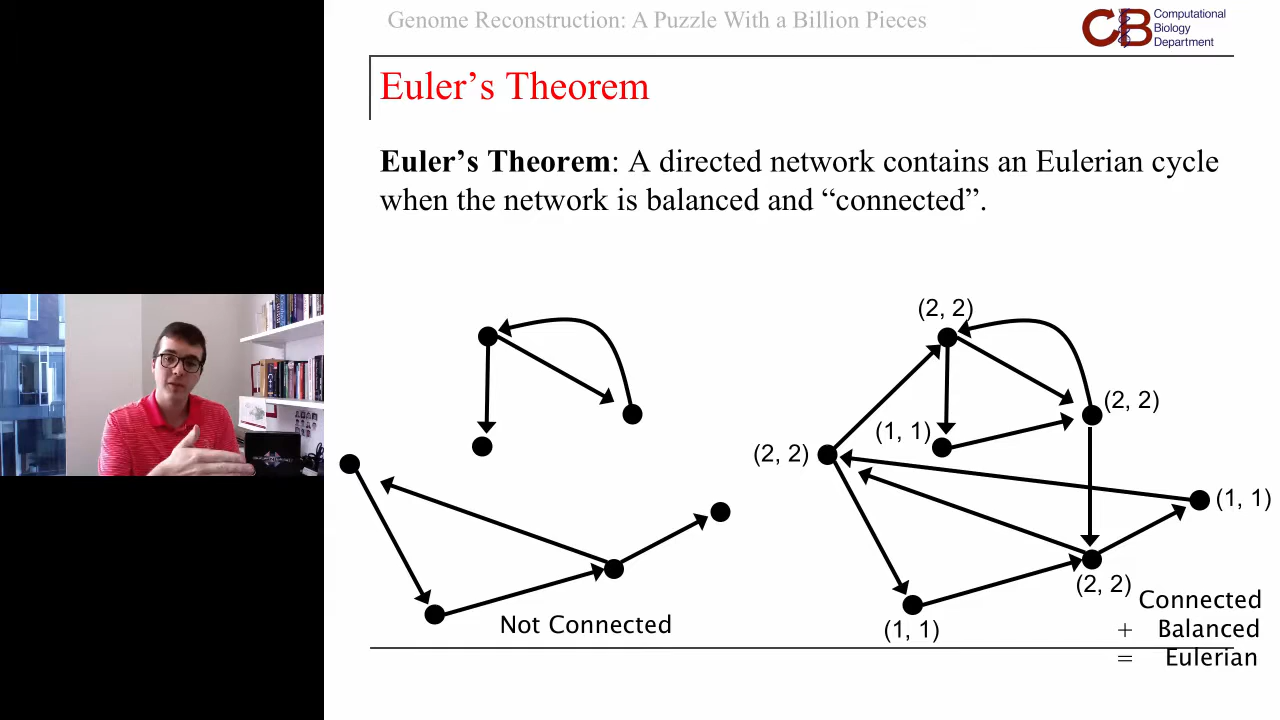 Genome Reconstruction: A Puzzle With a Billion Pieces
CB Computational
Biology
Department
Euler's Theorem
Euler's Theorem: A directed network contains an Eulerian cycle
when the network is balanced and “connected”.
(2, 2)
(2, 2)
(1, 1)
(2, 2)
(1, 1)
(2, 2)
(1, 1)
Not Connected
Connected
+ Balanced
= Eulerian